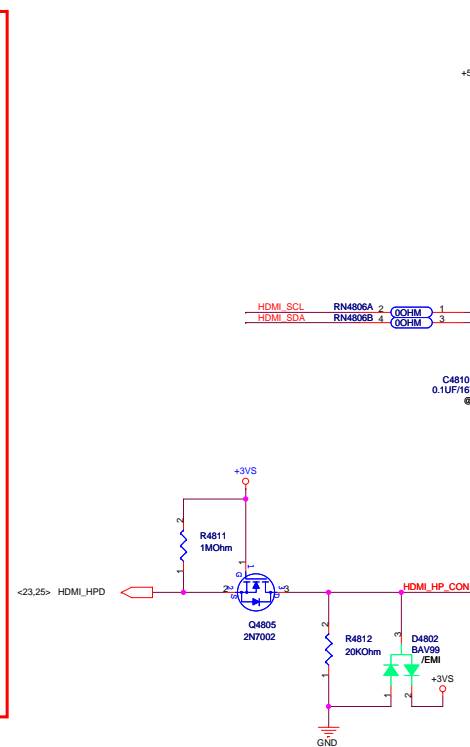 +5
HDMI_SCL RN4806A 2 0OHM 1
HDMI_SDA RN4806B 4 0OHM 3
C4810
0.1UF/16
@
+3VS
2
R4811
1MOhm
1
1
G
<23,25> HDMI_HPD
2 S
D 3
HDMI_HP_CON
Q4805
2N7002
2
R4812
20KOhm
1
3
D4802
BAV99
/EMI
+3VS
1
2
GND